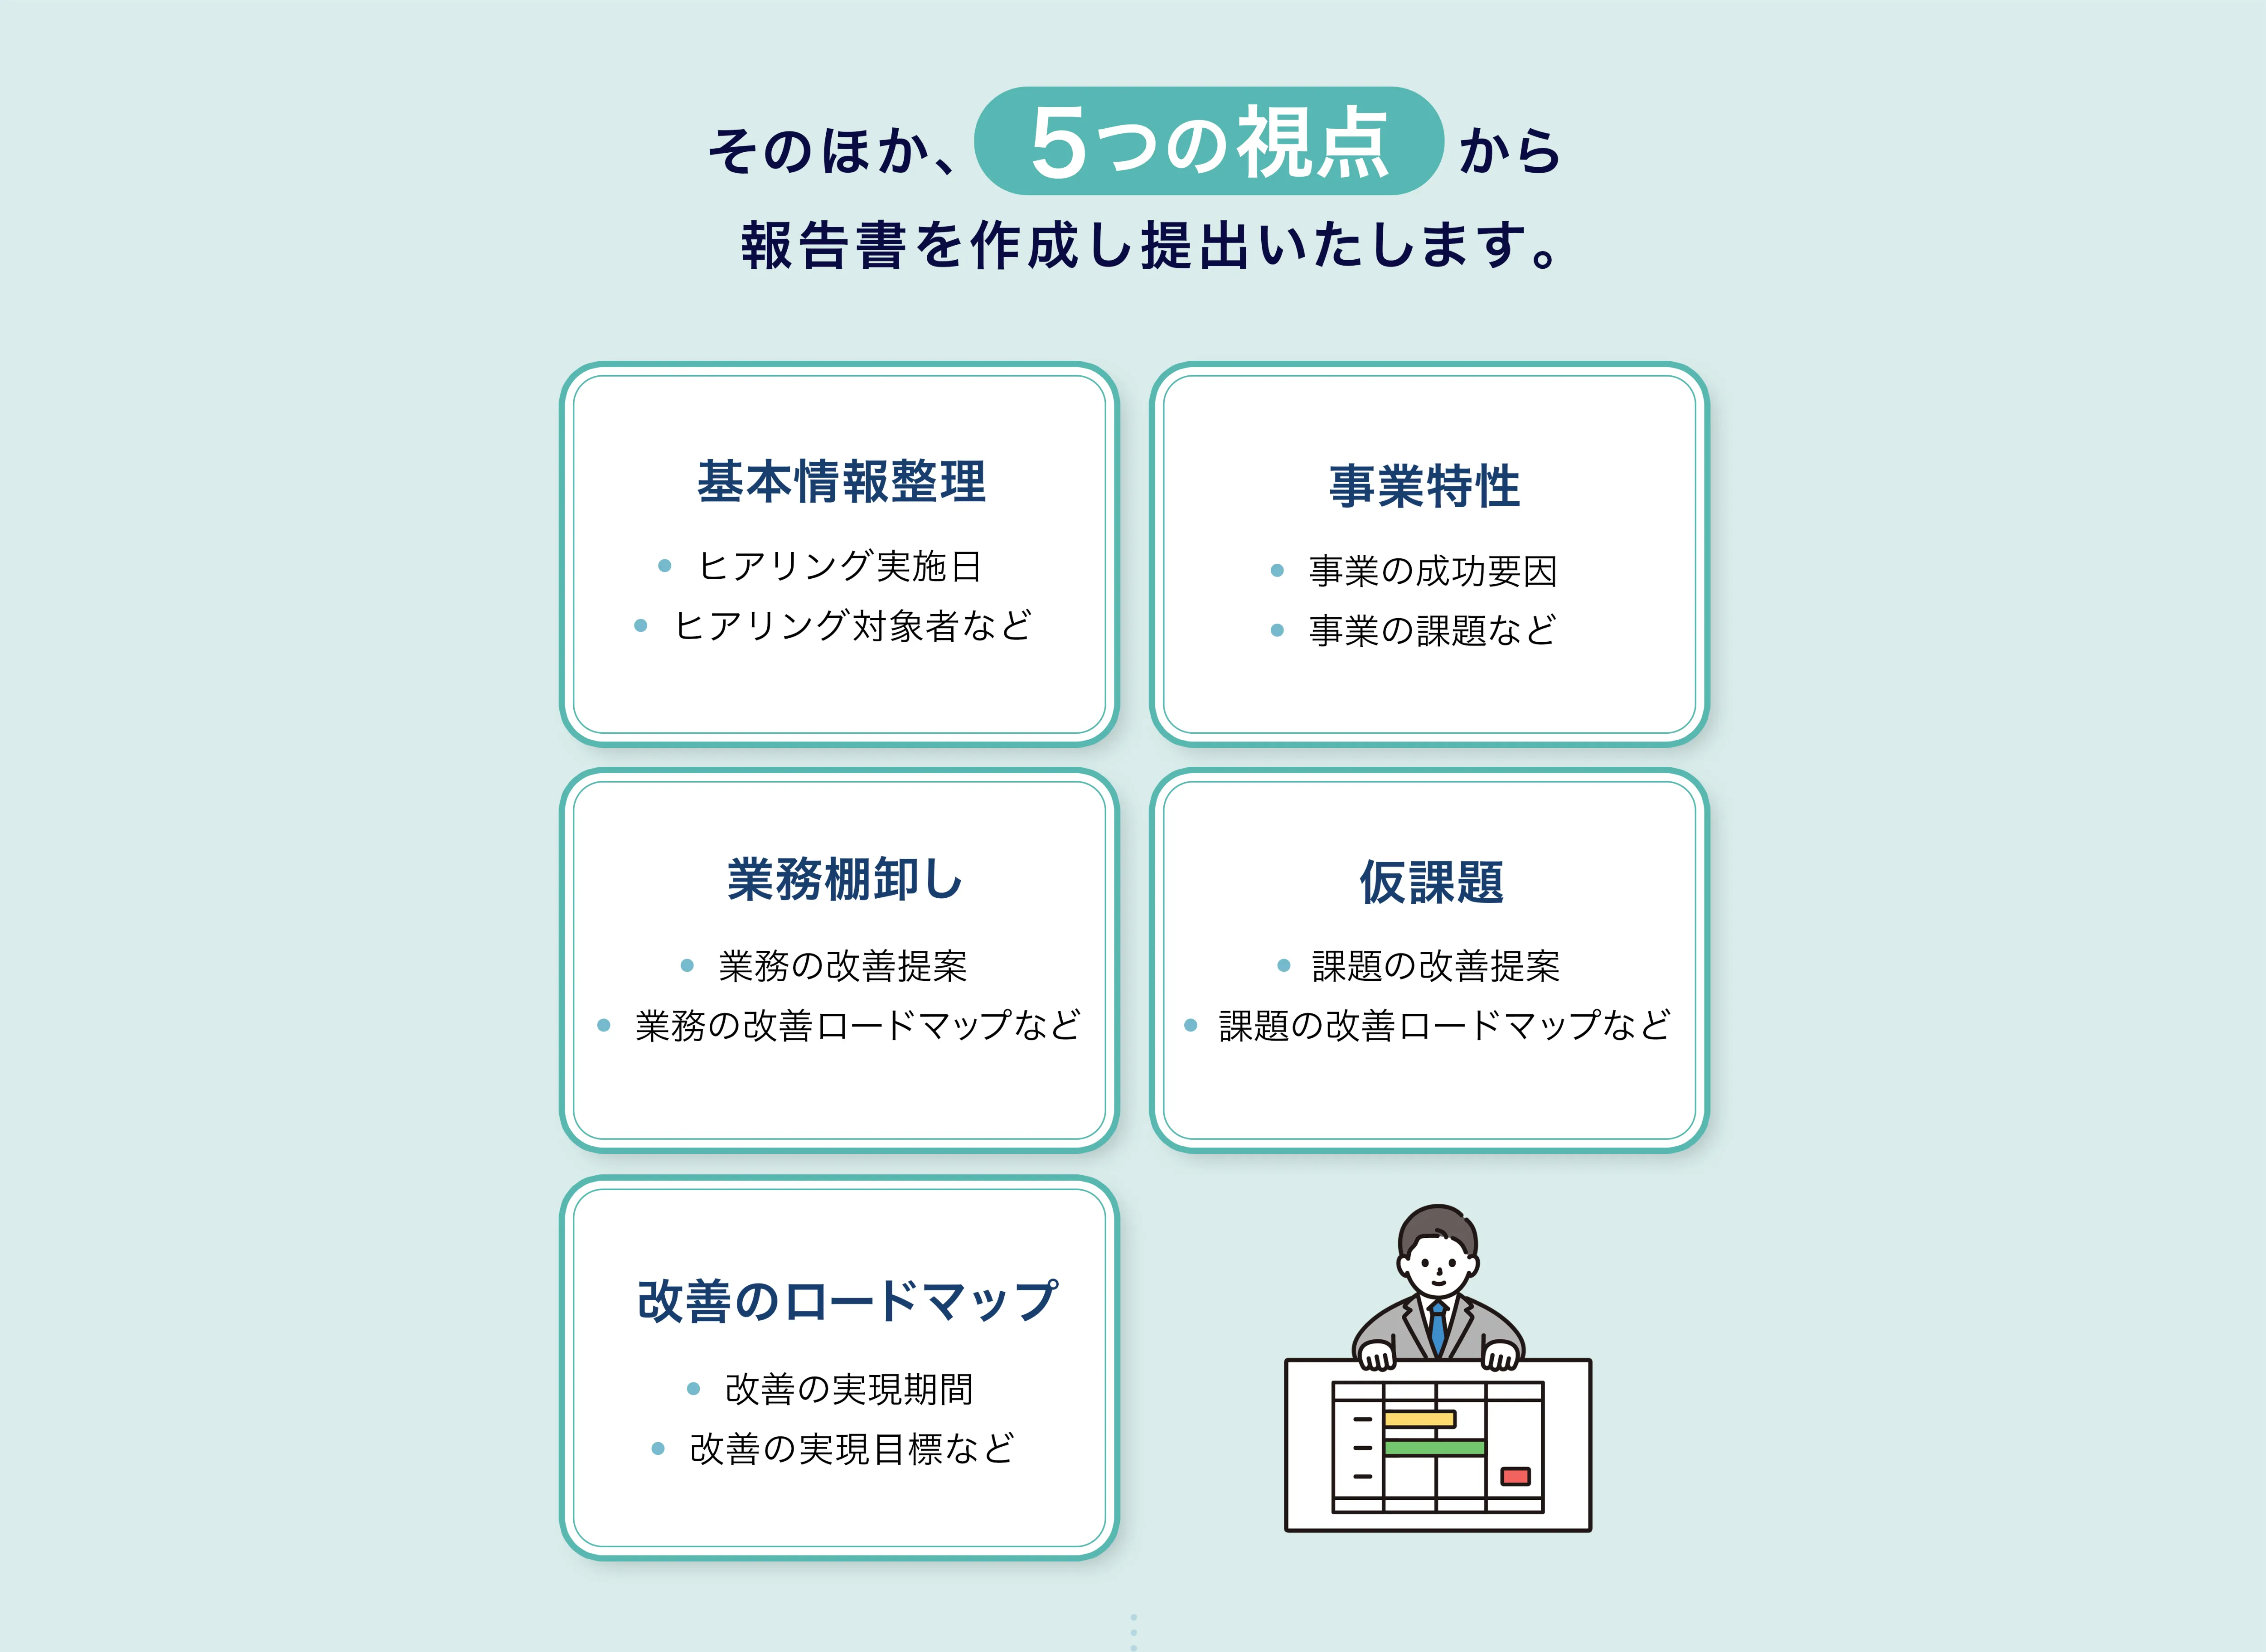 そのほか、5つの視点から
報告書を作成し提出いたします。
基本情報整理
ヒアリング実施日
ヒアリング対象者など
事業特性
事業の成功要因
事業の課題など
業務棚卸し
業務の改善提案
業務の改善ロードマップなど
仮課題
課題の改善提案
課題の改善ロードマップなど
改善のロードマップ
改善の実現期間
改善の実現目標など